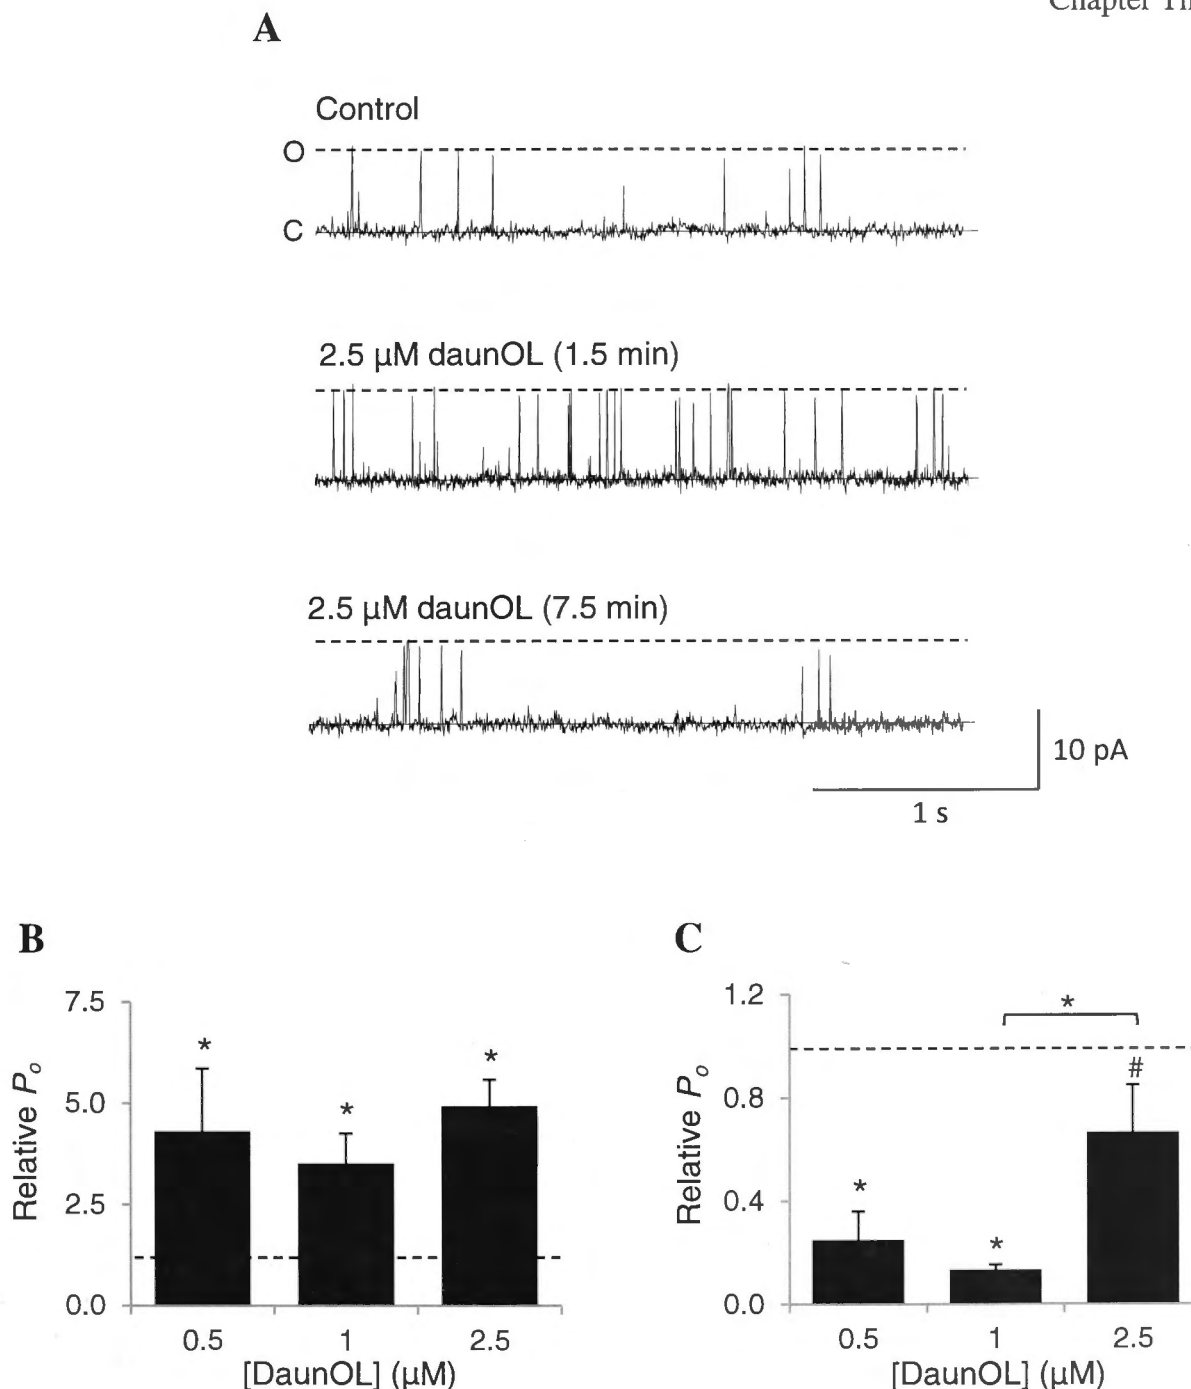 A
Control
O
C
2.5 µM daunOL (1.5 min)
2.5 µM daunOL (7.5 min)
10 pA
1 s
B
7.5
5.0
2.5
0.0
Relative Po
*
*
*
0.5 1 2.5
[DaunOL] (µM)
C
1.2
0.8
0.4
0.0
Relative Po
*
*
*
#
0.5 1 2.5
[DaunOL] (µM)